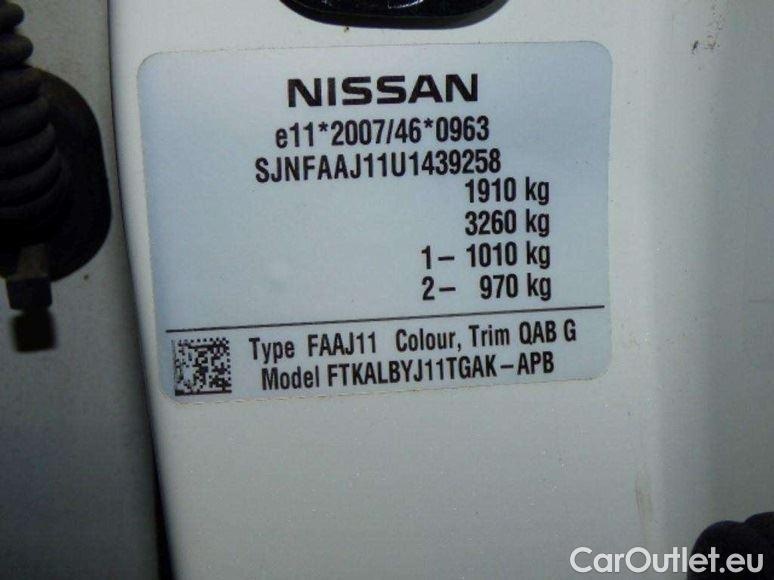 NISSAN
e11*2007/46*0963
SJNFAAJ11U1439258
1910 kg
3260 kg
1- 1010 kg
2- 970 kg
Type FAAJ11 Colour, Trim QAB G
Model FTKALBYJ11TGAK-APB
CarOutlet.eu